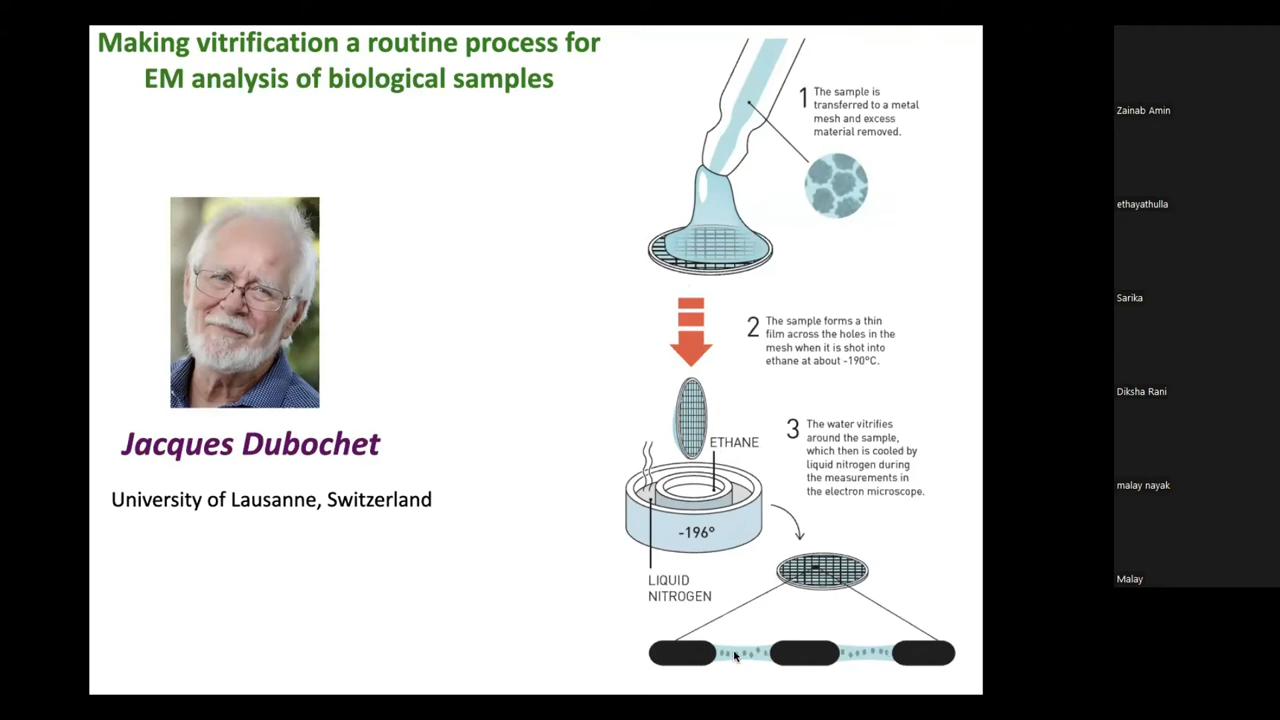 Making vitrification a routine process for
EM analysis of biological samples
Jacques Dubochet
University of Lausanne, Switzerland
1 The sample is
transferred to a metal
mesh and excess
material removed.
2 The sample forms a thin
film across the holes in the
mesh when it is shot into
ethane at about -190°C.
3 The water vitrifies
around the sample,
which then is cooled by
liquid nitrogen during
the measurements in
the electron microscope.
ETHANE
-196°
LIQUID
NITROGEN
Zainab Amin
ethayathulla
Sarika
Diksha Rani
malay nayak
Malay